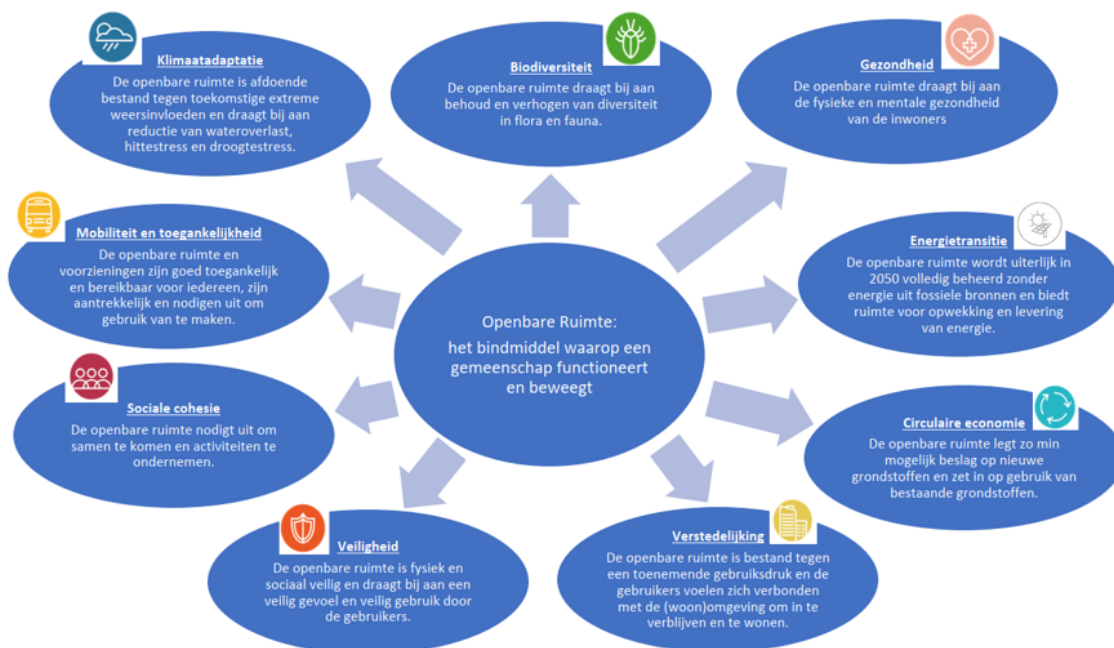 Klimaatadaptatie
De openbare ruimte is afdoende
bestand tegen toekomstige extreme
weersinvloeden en draagt bij aan
reductie van wateroverlast,
hittestress en droogtestress.
Biodiversiteit
De openbare ruimte draagt bij aan
behoud en verhogen van diversiteit
in flora en fauna.
Gezondheid
De openbare ruimte draagt bij aan
de fysieke en mentale gezondheid
van de inwoners
Mobiliteit en toegankelijkheid
De openbare ruimte en
voorzieningen zijn goed toegankelijk
en bereikbaar voor iedereen, zijn
aantrekkelijk en nodigen uit om
gebruik van te maken.
Energietransitie
De openbare ruimte wordt uiterlijk in
2050 volledig beheerd zonder
energie uit fossiele bronnen en biedt
ruimte voor opwekking en levering
van energie.
Openbare Ruimte:
het bindmiddel waarop een
gemeenschap functioneert
en beweegt
Sociale cohesie
De openbare ruimte nodigt uit om
samen te komen en activiteiten te
ondernemen.
Circulaire economie
De openbare ruimte legt zo min
mogelijk beslag op nieuwe
grondstoffen en zet in op gebruik van
bestaande grondstoffen.
Veiligheid
De openbare ruimte is fysiek en
sociaal veilig en draagt bij aan een
veilig gevoel en veilig gebruik door
de gebruikers.
Verstedelijking
De openbare ruimte is bestand tegen
een toenemende gebruiksdruk en de
gebruikers voelen zich verbonden
met de (woon)omgeving om in te
verblijven en te wonen.